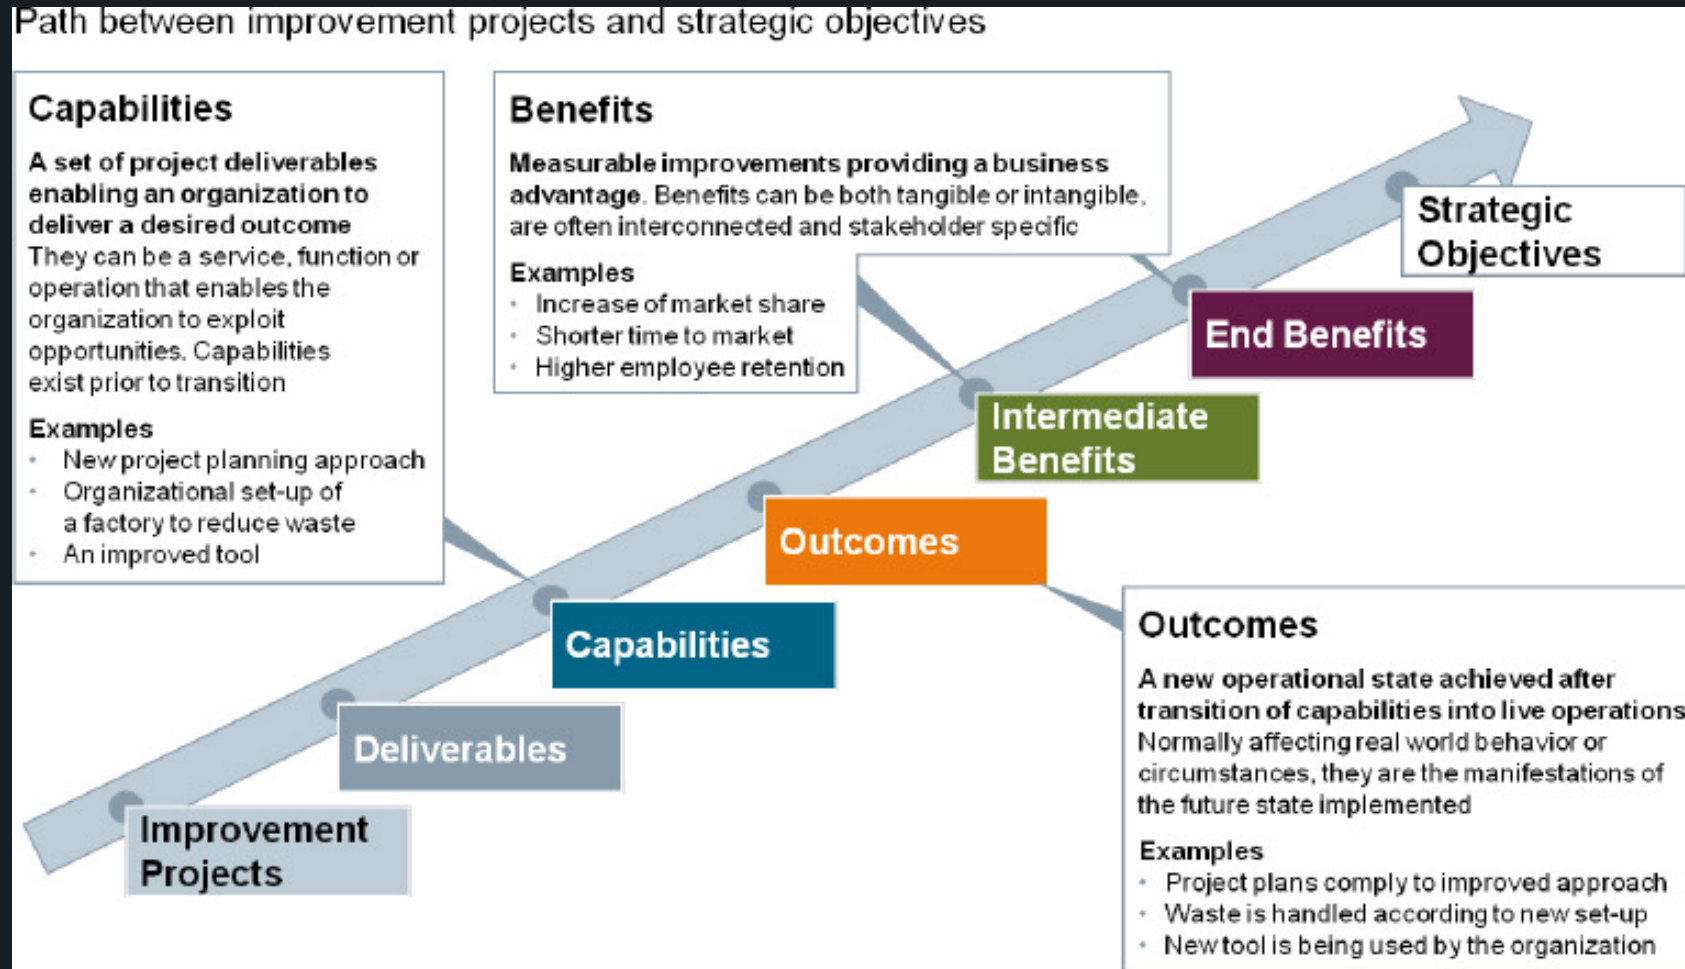 Path between improvement projects and strategic objectives
Capabilities
A set of project deliverables
enabling an organization to
deliver a desired outcome
They can be a service, function or
operation that enables the
organization to exploit
opportunities. Capabilities
exist prior to transition
Examples
• New project planning approach
• Organizational set-up of
a factory to reduce waste
• An improved tool
Benefits
Measurable improvements providing a business
advantage. Benefits can be both tangible or intangible,
are often interconnected and stakeholder specific
Examples
• Increase of market share
• Shorter time to market
• Higher employee retention
Strategic
Objectives
End Benefits
Intermediate
Benefits
Outcomes
Capabilities
Deliverables
Improvement
Projects
Outcomes
A new operational state achieved after
transition of capabilities into live operations
Normally affecting real world behavior or
circumstances, they are the manifestations of
the future state implemented
Examples
• Project plans comply to improved approach
• Waste is handled according to new set-up
• New tool is being used by the organization